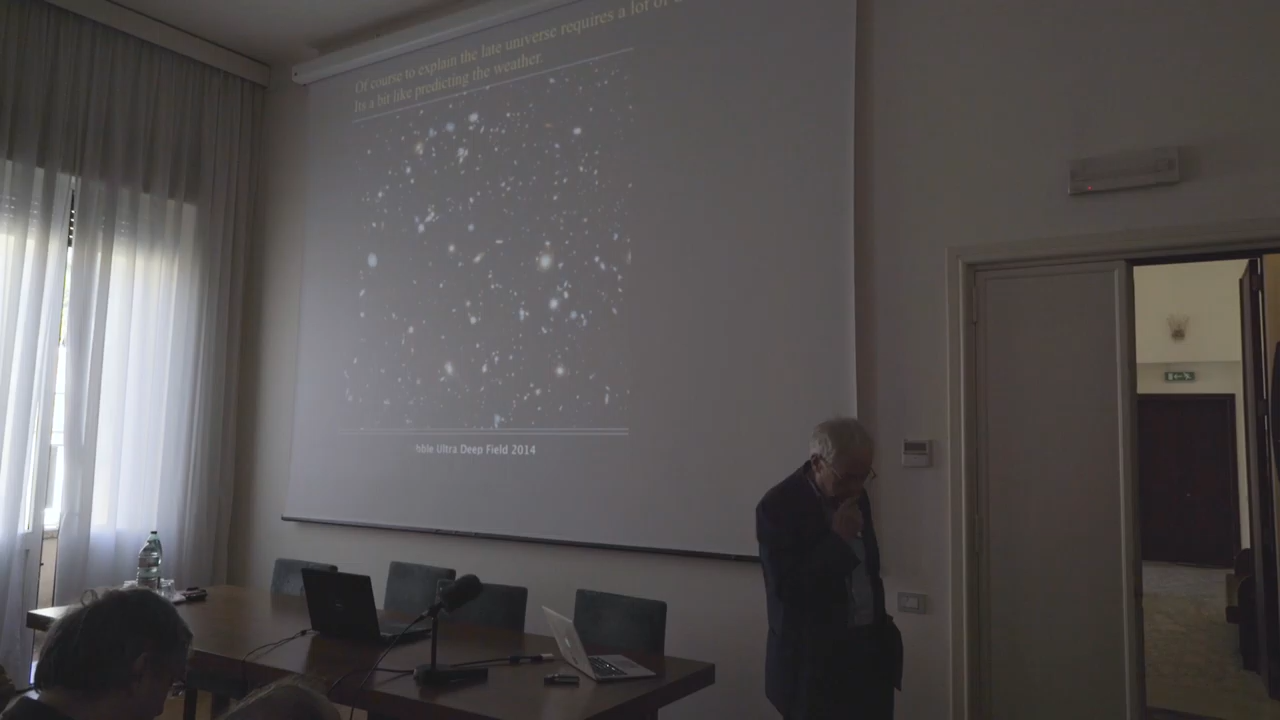 Of course to explain the late universe requires a lot of
Its a bit like predicting the weather.
bble Ultra Deep Field 2014